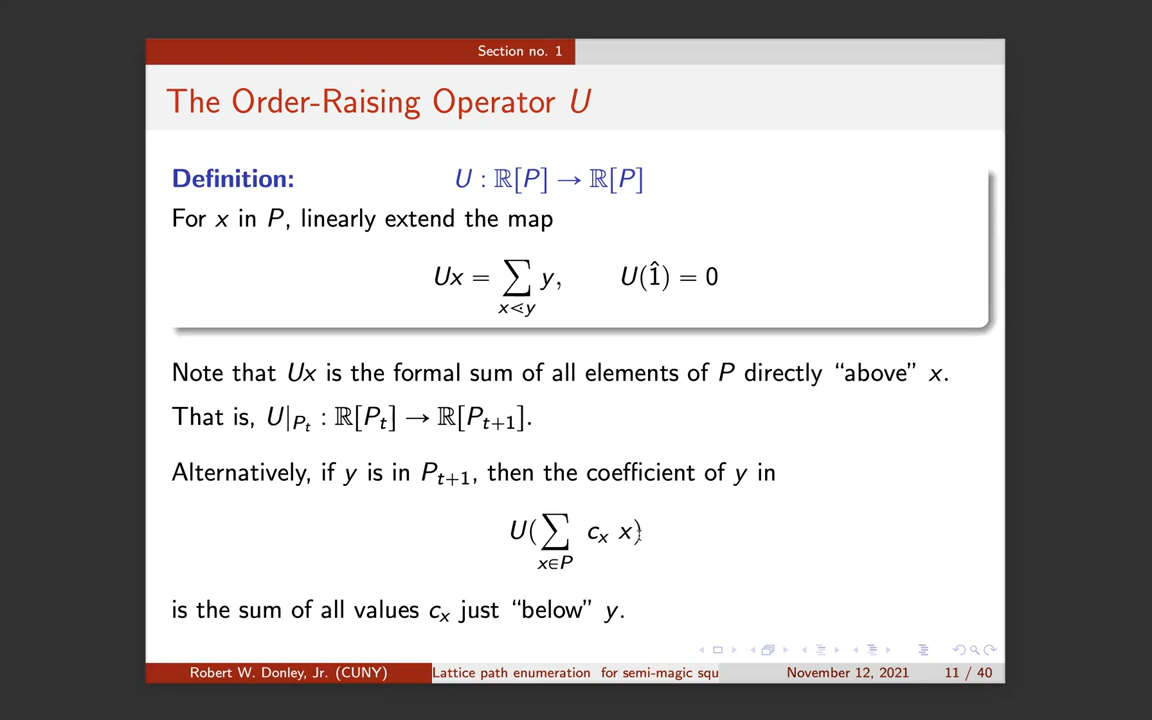 Section no. 1
The Order-Raising Operator U
Definition: U : ℝ[P] → ℝ[P]
For x in P, linearly extend the map
Ux = ∑_{x⋖y} y, U(1̂) = 0
Note that Ux is the formal sum of all elements of P directly “above” x.
That is, U|_{P_t} : ℝ[P_t] → ℝ[P_{t+1}].
Alternatively, if y is in P_{t+1}, then the coefficient of y in
U(∑_{x∈P} c_x x)
is the sum of all values c_x just “below” y.
Robert W. Donley, Jr. (CUNY) Lattice path enumeration for semi-magic squ November 12, 2021 11 / 40